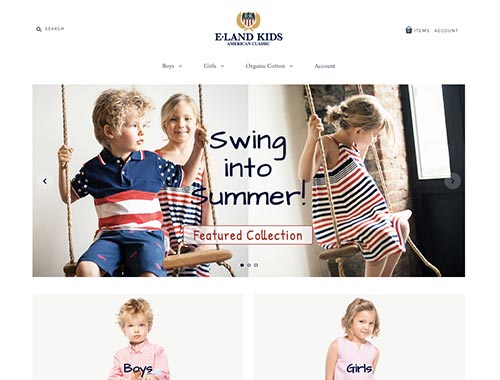 SEARCH
E·LAND KIDS
AMERICAN CLASSIC
ITEMS ACCOUNT
Boys Girls Organic Cotton Account
Swing
into
Summer!
Featured Collection
Boys
Girls